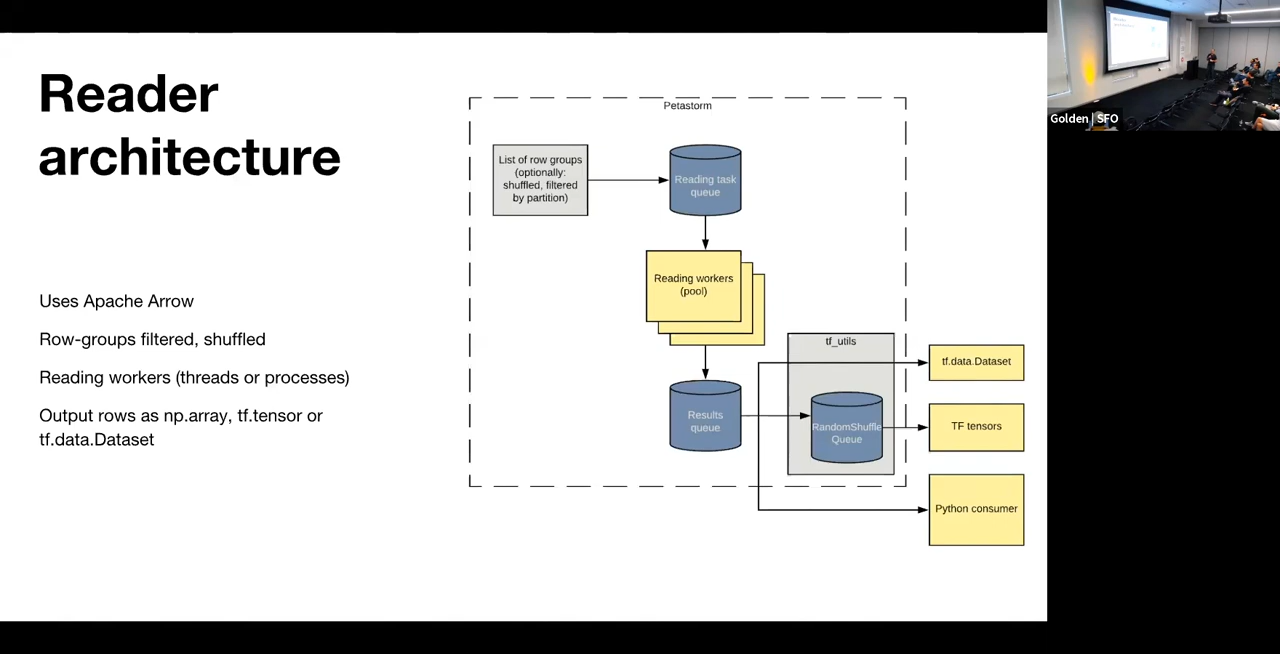 Reader
architecture
Uses Apache Arrow
Row-groups filtered, shuffled
Reading workers (threads or processes)
Output rows as np.array, tf.tensor or
tf.data.Dataset
Petastorm
List of row groups
(optionally:
shuffled, filtered
by partition)
Reading task
queue
Reading workers
(pool)
Results
queue
tf_utils
RandomShuffle
Queue
tf.data.Dataset
TF tensors
Python consumer
Golden | SFO